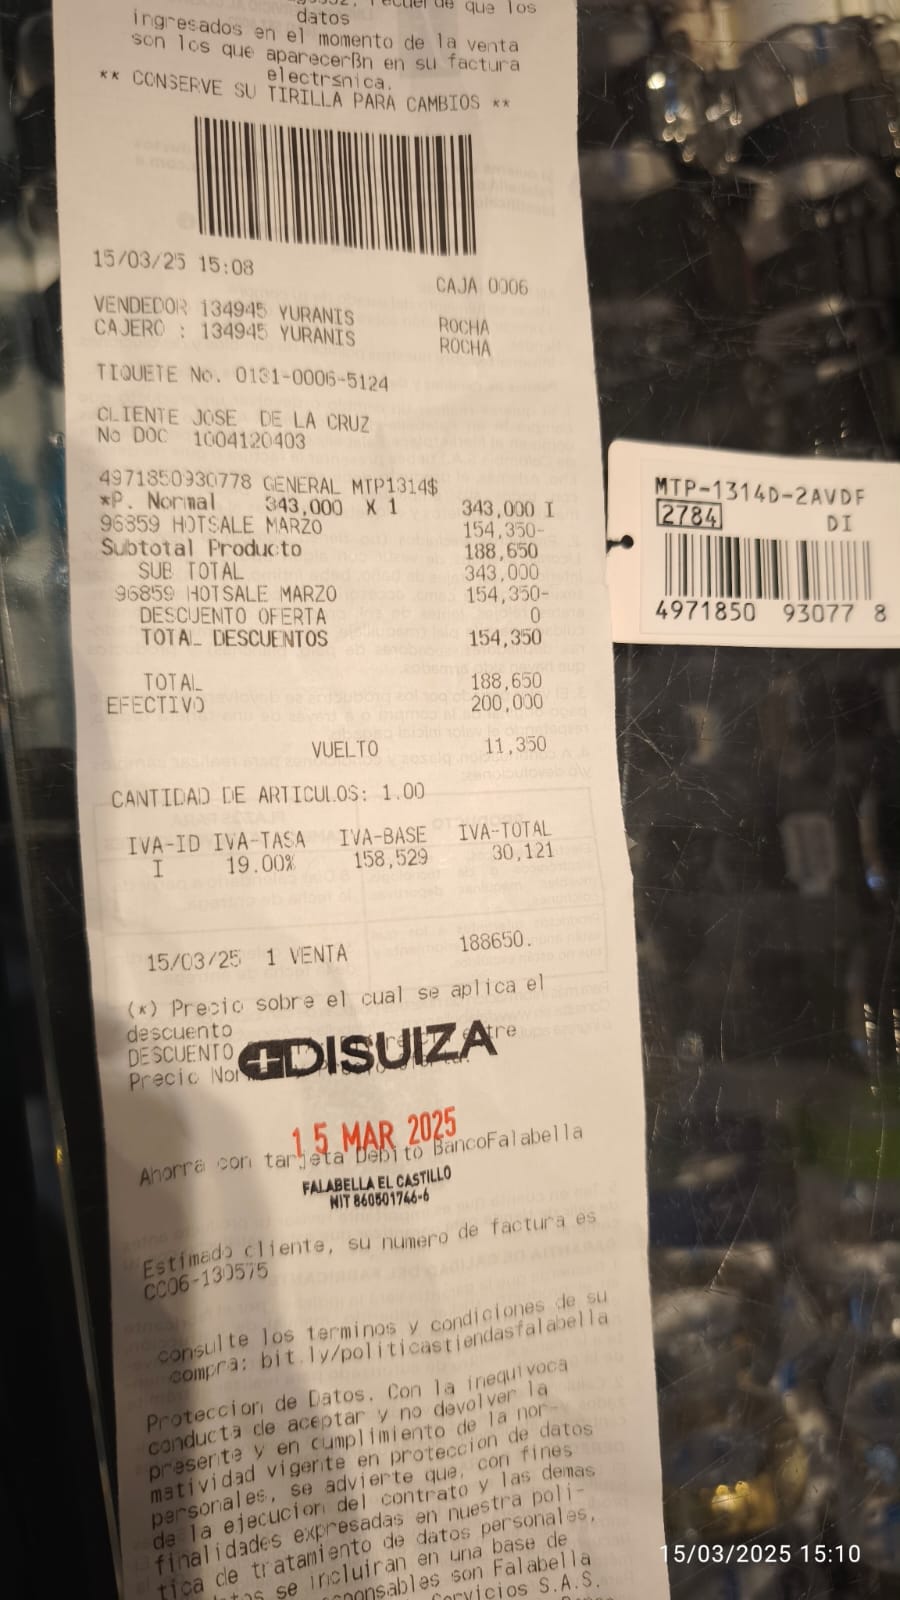 que los
datos
ingresados en el momento de la venta
son los que aparecerßn en su factura
electrsnica.
** CONSERVE SU TIRILLA PARA CAMBIOS **
15/03/25 15:08
CAJA 0006
VENDEDOR 134945 YURANIS ROCHA
CAJERO : 134945 YURANIS ROCHA
TIQUETE No. 0131-0006-5124
CLIENTE JOSE DE LA CRUZ
No DOC 1004120403
4971850930778 GENERAL MTP1314$
*P. Normal 343,000 X 1 343,000 I
96859 HOTSALE MARZO 154,350-
Subtotal Producto 188,650
SUB TOTAL 343,000
96859 HOTSALE MARZO 154,350-
DESCUENTO OFERTA 0
TOTAL DESCUENTOS 154,350
TOTAL 188,650
EFECTIVO 200,000
VUELTO 11,350
CANTIDAD DE ARTICULOS: 1.00
IVA-ID IVA-TASA IVA-BASE IVA-TOTAL
I 19.00% 158,529 30,121
15/03/25 1 VENTA 188650.
(*) Precio sobre el cual se aplica el
descuento
DESCUENTO
Precio
DISUIZA
15 MAR 2025
Ahorra con tarjeta Debito BancoFalabella
FALABELLA EL CASTILLO
NIT 860501746-6
Estimado cliente, su numero de factura es
CC06-130575
consulte los terminos y condiciones de su
compra: bit.ly/politicastiendasfalabella
Proteccion de Datos. Con la inequivoca
conducta de aceptar y no devolver la
presente y en cumplimiento de la nor-
matividad vigente en proteccion de datos
personales, se advierte que, con fines
de la ejecucion del contrato y las demas
finalidades expresadas en nuestra poli-
tica de tratamiento de datos personales,
se incluiran en una base de
son Falabella
S.A.S.
MTP-1314D-2AVDF
2784 DI
4971850 93077 8
15/03/2025 15:10